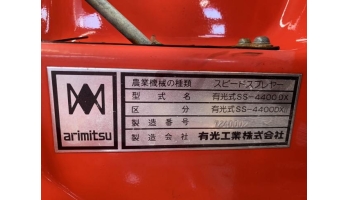 arimitsu
農業機械の種類 スピードスプレヤー
型式名 有光式SS-4400DX
区分 有光式SS-4400DX
製造番号
製造会社 有光工業株式会社